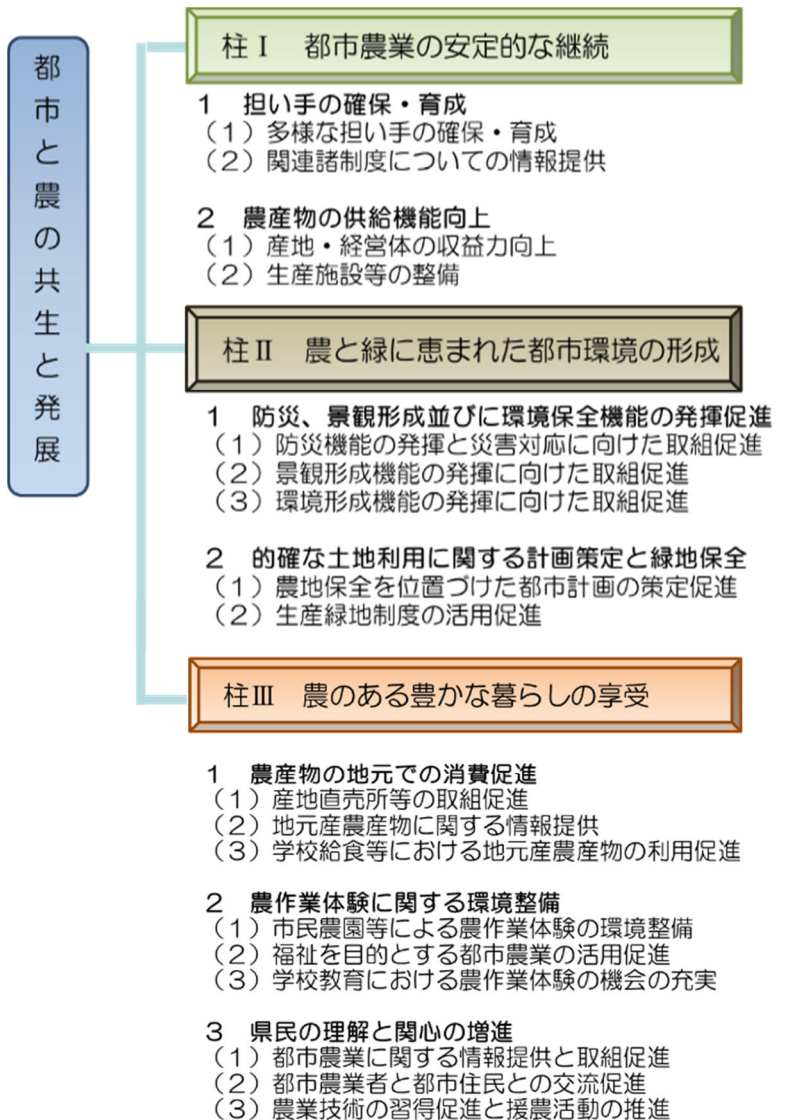 都市と農の共生と発展
柱Ⅰ　都市農業の安定的な継続
1　担い手の確保・育成
（1）多様な担い手の確保・育成
（2）関連諸制度についての情報提供
2　農産物の供給機能向上
（1）産地・経営体の収益力向上
（2）生産施設等の整備
柱Ⅱ　農と緑に恵まれた都市環境の形成
1　防災、景観形成並びに環境保全機能の発揮促進
（1）防災機能の発揮と災害対応に向けた取組促進
（2）景観形成機能の発揮に向けた取組促進
（3）環境形成機能の発揮に向けた取組促進
2　的確な土地利用に関する計画策定と緑地保全
（1）農地保全を位置づけた都市計画の策定促進
（2）生産緑地制度の活用促進
柱Ⅲ　農のある豊かな暮らしの享受
1　農産物の地元での消費促進
（1）産地直売所等の取組促進
（2）地元産農産物に関する情報提供
（3）学校給食等における地元産農産物の利用促進
2　農作業体験に関する環境整備
（1）市民農園等による農作業体験の環境整備
（2）福祉を目的とする都市農業の活用促進
（3）学校教育における農作業体験の機会の充実
3　県民の理解と関心の増進
（1）都市農業に関する情報提供と取組促進
（2）都市農業者と都市住民との交流促進
（3）農業技術の習得促進と援農活動の推進